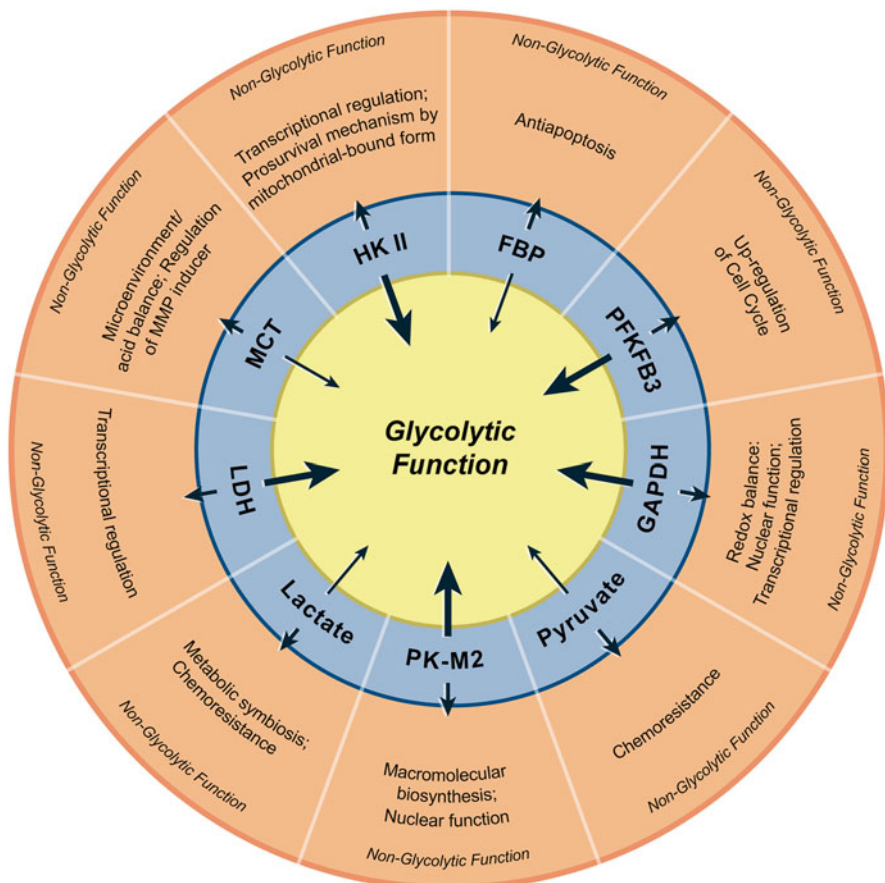 Non-Glycolytic Function
Transcriptional regulation;
Prosurvival mechanism by
mitochondrial-bound form
HK II
Non-Glycolytic Function
Antiapoptosis
FBP
Non-Glycolytic Function
Up-regulation
of Cell Cycle
PFKFB3
Non-Glycolytic Function
Redox balance:
Nuclear function;
Transcriptional regulation
GAPDH
Non-Glycolytic Function
Chemoresistance
Pyruvate
Non-Glycolytic Function
Macromolecular
biosynthesis;
Nuclear function
PK-M2
Non-Glycolytic Function
Metabolic symbiosis;
Chemoresistance
Lactate
Non-Glycolytic Function
Transcriptional regulation
LDH
Non-Glycolytic Function
Microenvironment/
acid balance; Regulation
of MMP inducer
MCT
Glycolytic
Function